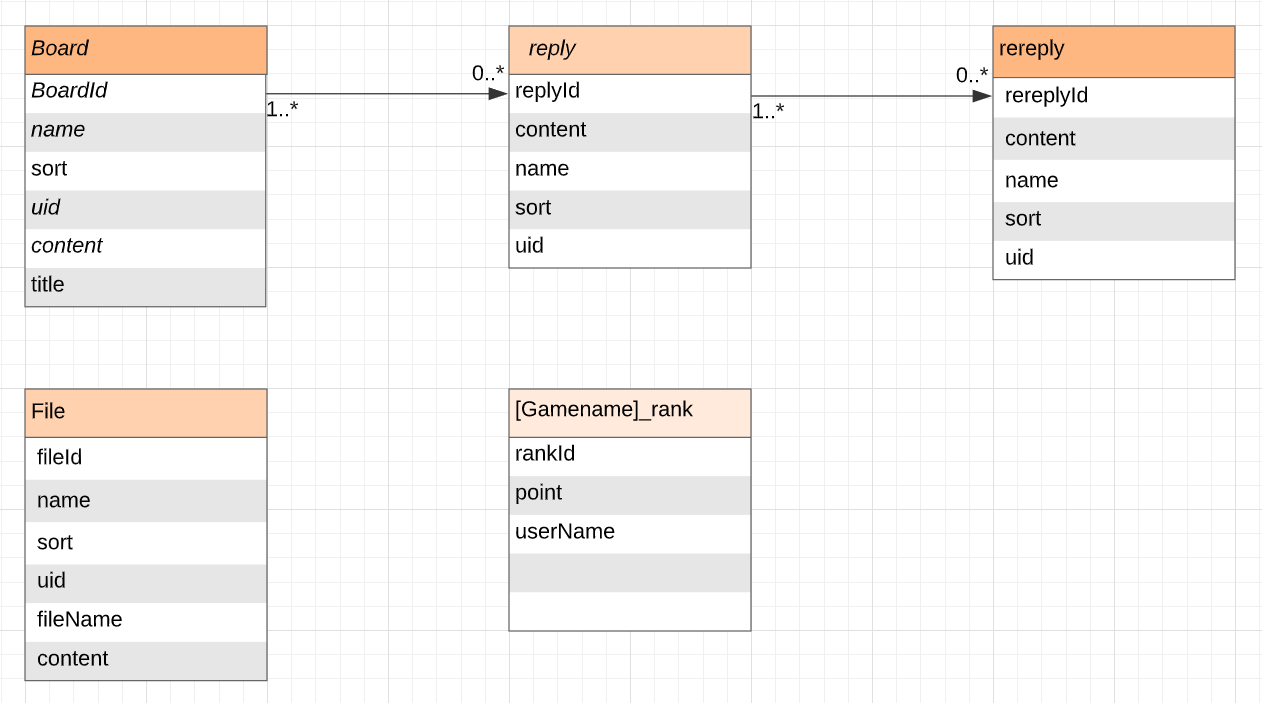 Board
BoardId
name
sort
uid
content
title
1..*
0..*
reply
replyId
content
name
sort
uid
1..*
0..*
rereply
rereplyId
content
name
sort
uid
File
fileId
name
sort
uid
fileName
content
[Gamename]_rank
rankId
point
userName